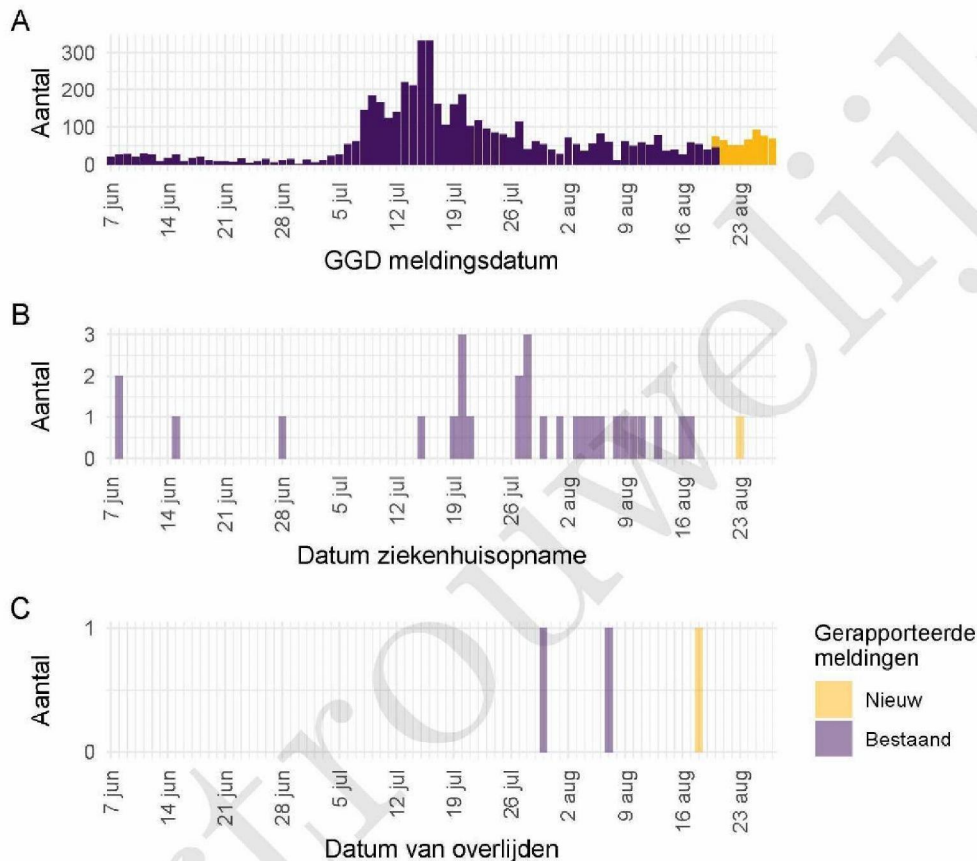 A
Aantal
300
200
100
0
7 jun
14 jun
21 jun
28 jun
5 jul
12 jul
19 jul
26 jul
2 aug
9 aug
16 aug
23 aug
GGD meldingsdatum
B
Aantal
3
2
1
0
7 jun
14 jun
21 jun
28 jun
5 jul
12 jul
19 jul
26 jul
2 aug
9 aug
16 aug
23 aug
Datum ziekenhuisopname
C
Aantal
1
0
7 jun
14 jun
21 jun
28 jun
5 jul
12 jul
19 jul
26 jul
2 aug
9 aug
16 aug
23 aug
Datum van overlijden
Gerapporteerde
meldingen
Nieuw
Bestaand